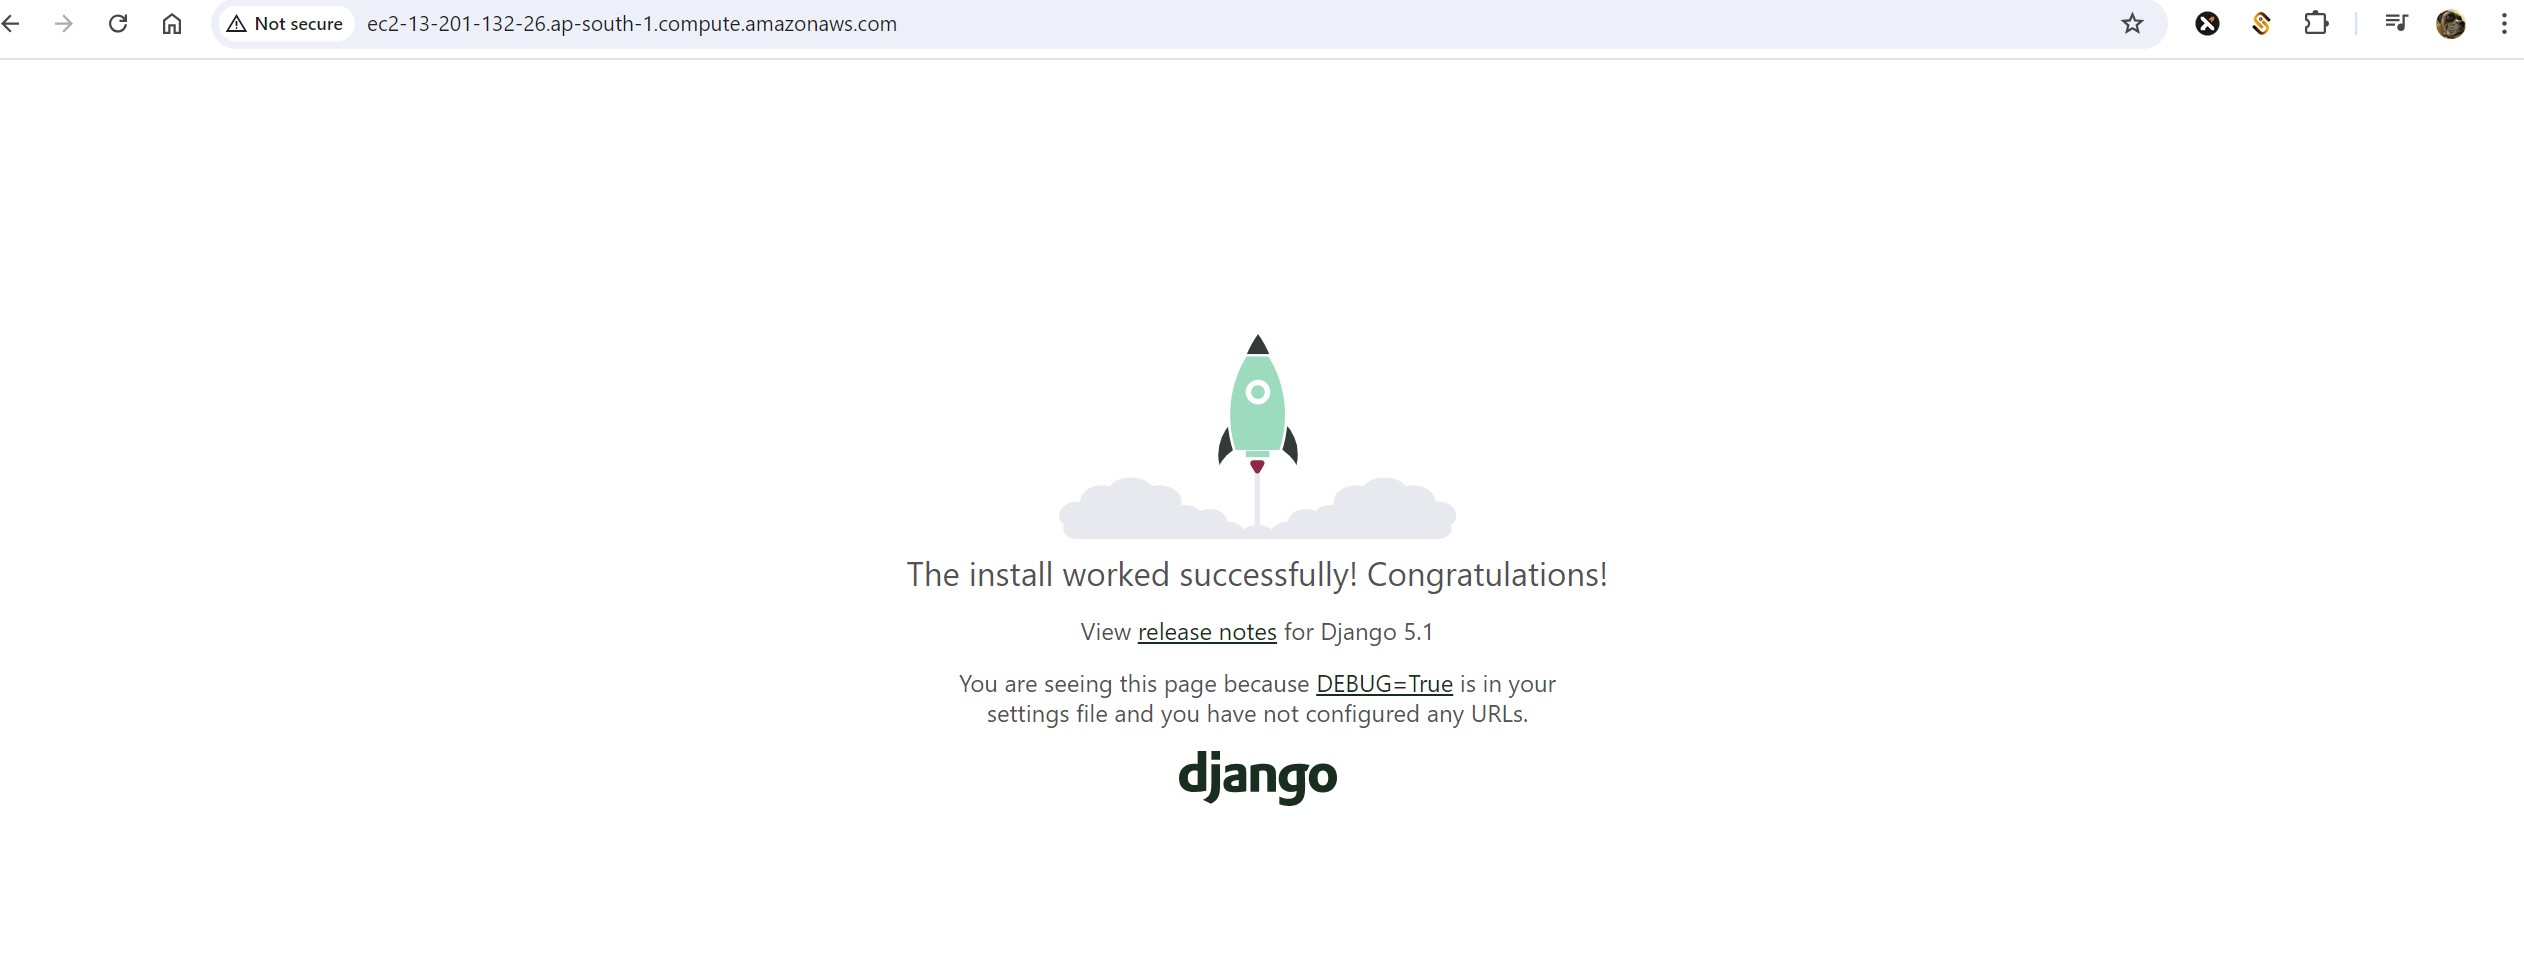 Not secure ec2-13-201-132-26.ap-south-1.compute.amazonaws.com
The install worked successfully! Congratulations!
View release notes for Django 5.1
You are seeing this page because DEBUG=True is in your
settings file and you have not configured any URLs.
django